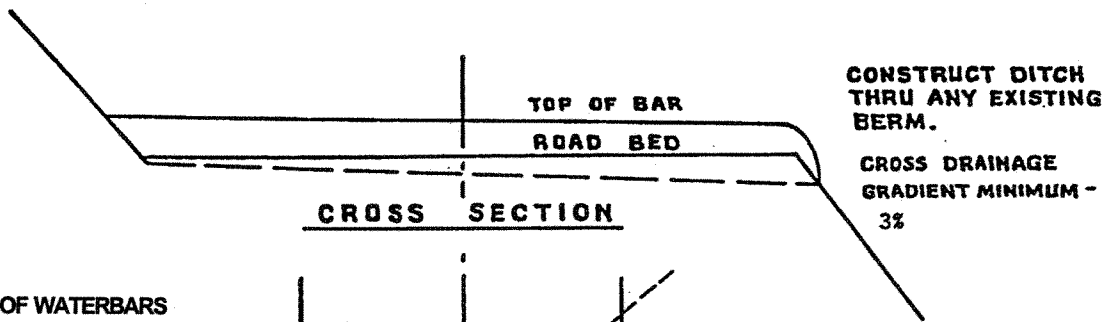 TOP OF BAR
ROAD BED
CROSS SECTION
CONSTRUCT DITCH
THRU ANY EXISTING
BERM.
CROSS DRAINAGE
GRADIENT MINIMUM -
3%
OF WATERBARS